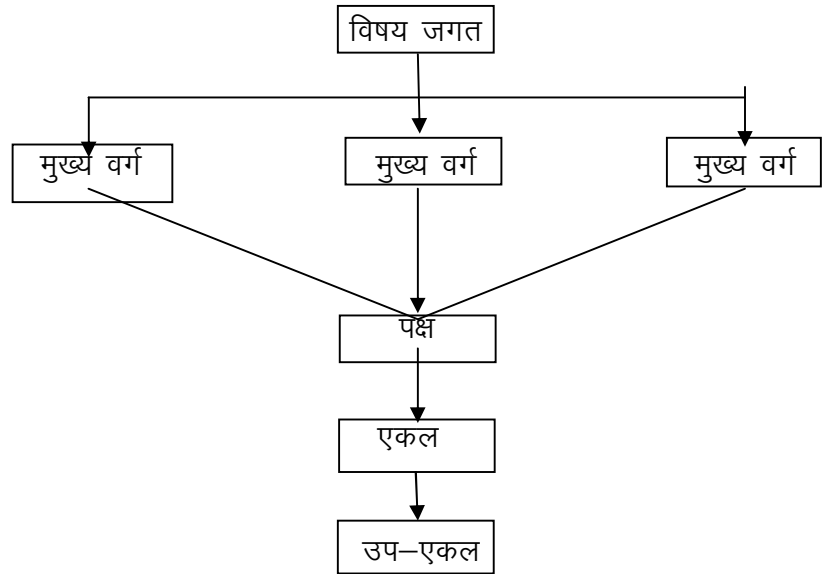 विषय जगत
मुख्य वर्ग
मुख्य वर्ग
मुख्य वर्ग
पक्ष
एकल
उप–एकल